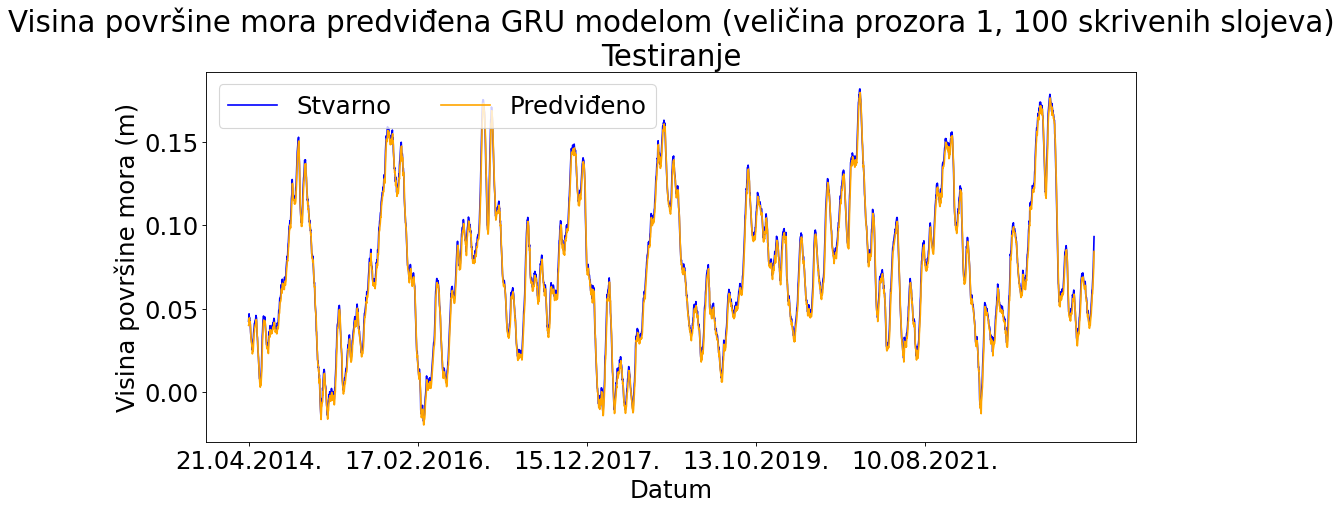 Visina površine mora predviđena GRU modelom (veličina prozora 1, 100 skrivenih slojeva)
Testiranje
Stvarno
Predviđeno
Visina površine mora (m)
0.15
0.10
0.05
0.00
21.04.2014.
17.02.2016.
15.12.2017.
13.10.2019.
10.08.2021.
Datum